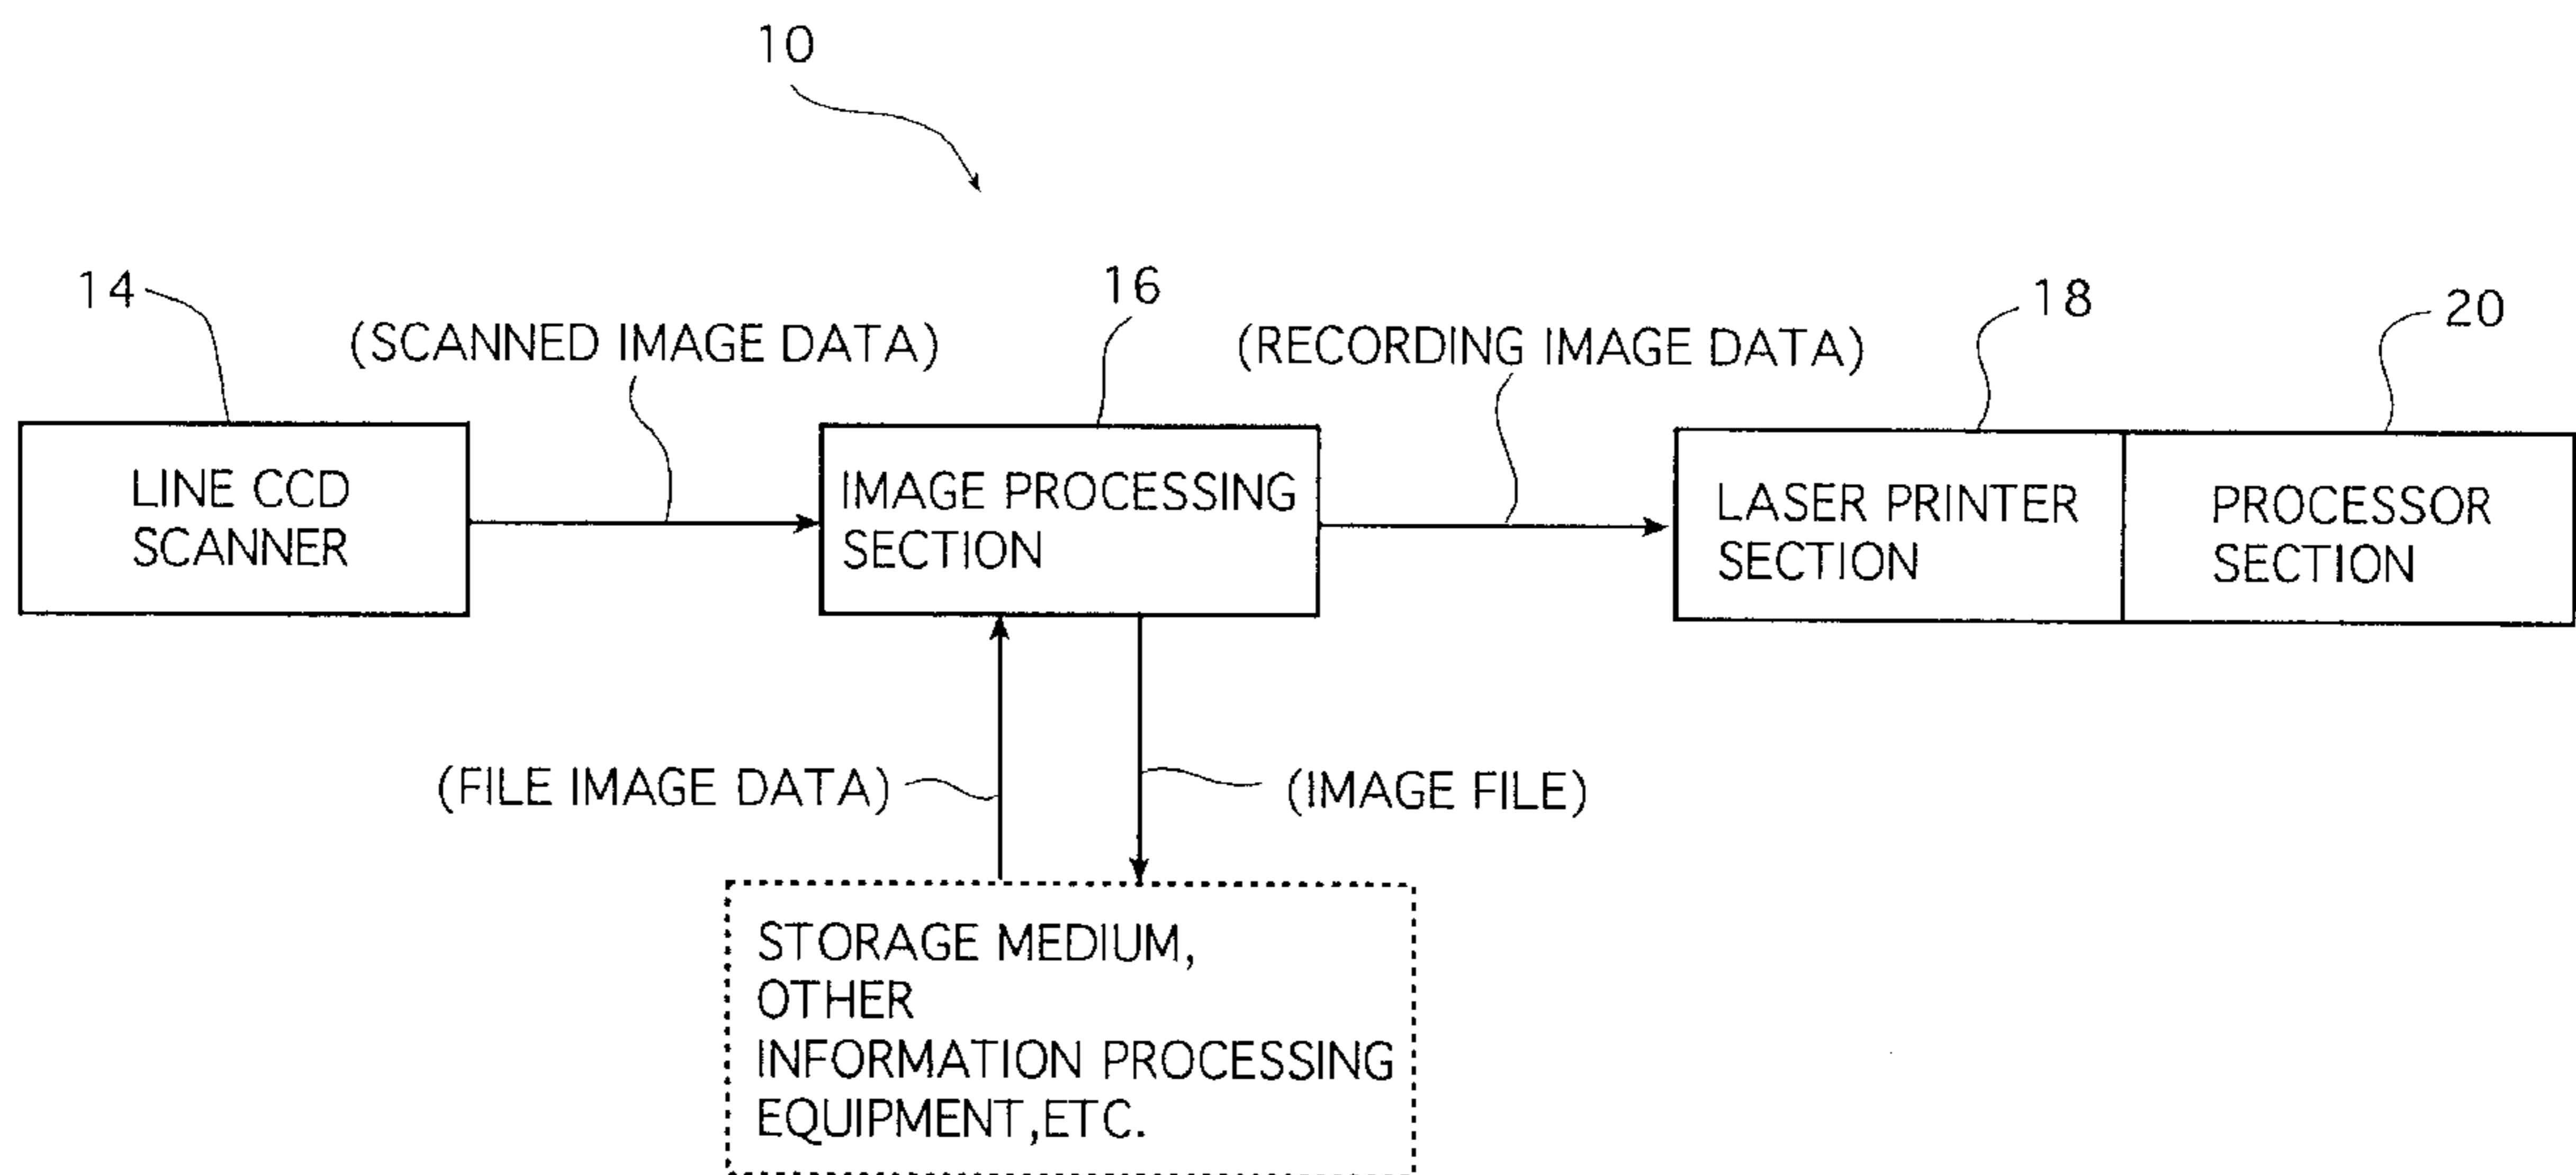 10
14
16
18
20
(SCANNED IMAGE DATA)
(RECORDING IMAGE DATA)
LINE CCD
SCANNER
IMAGE PROCESSING
SECTION
LASER PRINTER
SECTION
PROCESSOR
SECTION
(FILE IMAGE DATA)
(IMAGE FILE)
STORAGE MEDIUM,
OTHER
INFORMATION PROCESSING
EQUIPMENT,ETC.